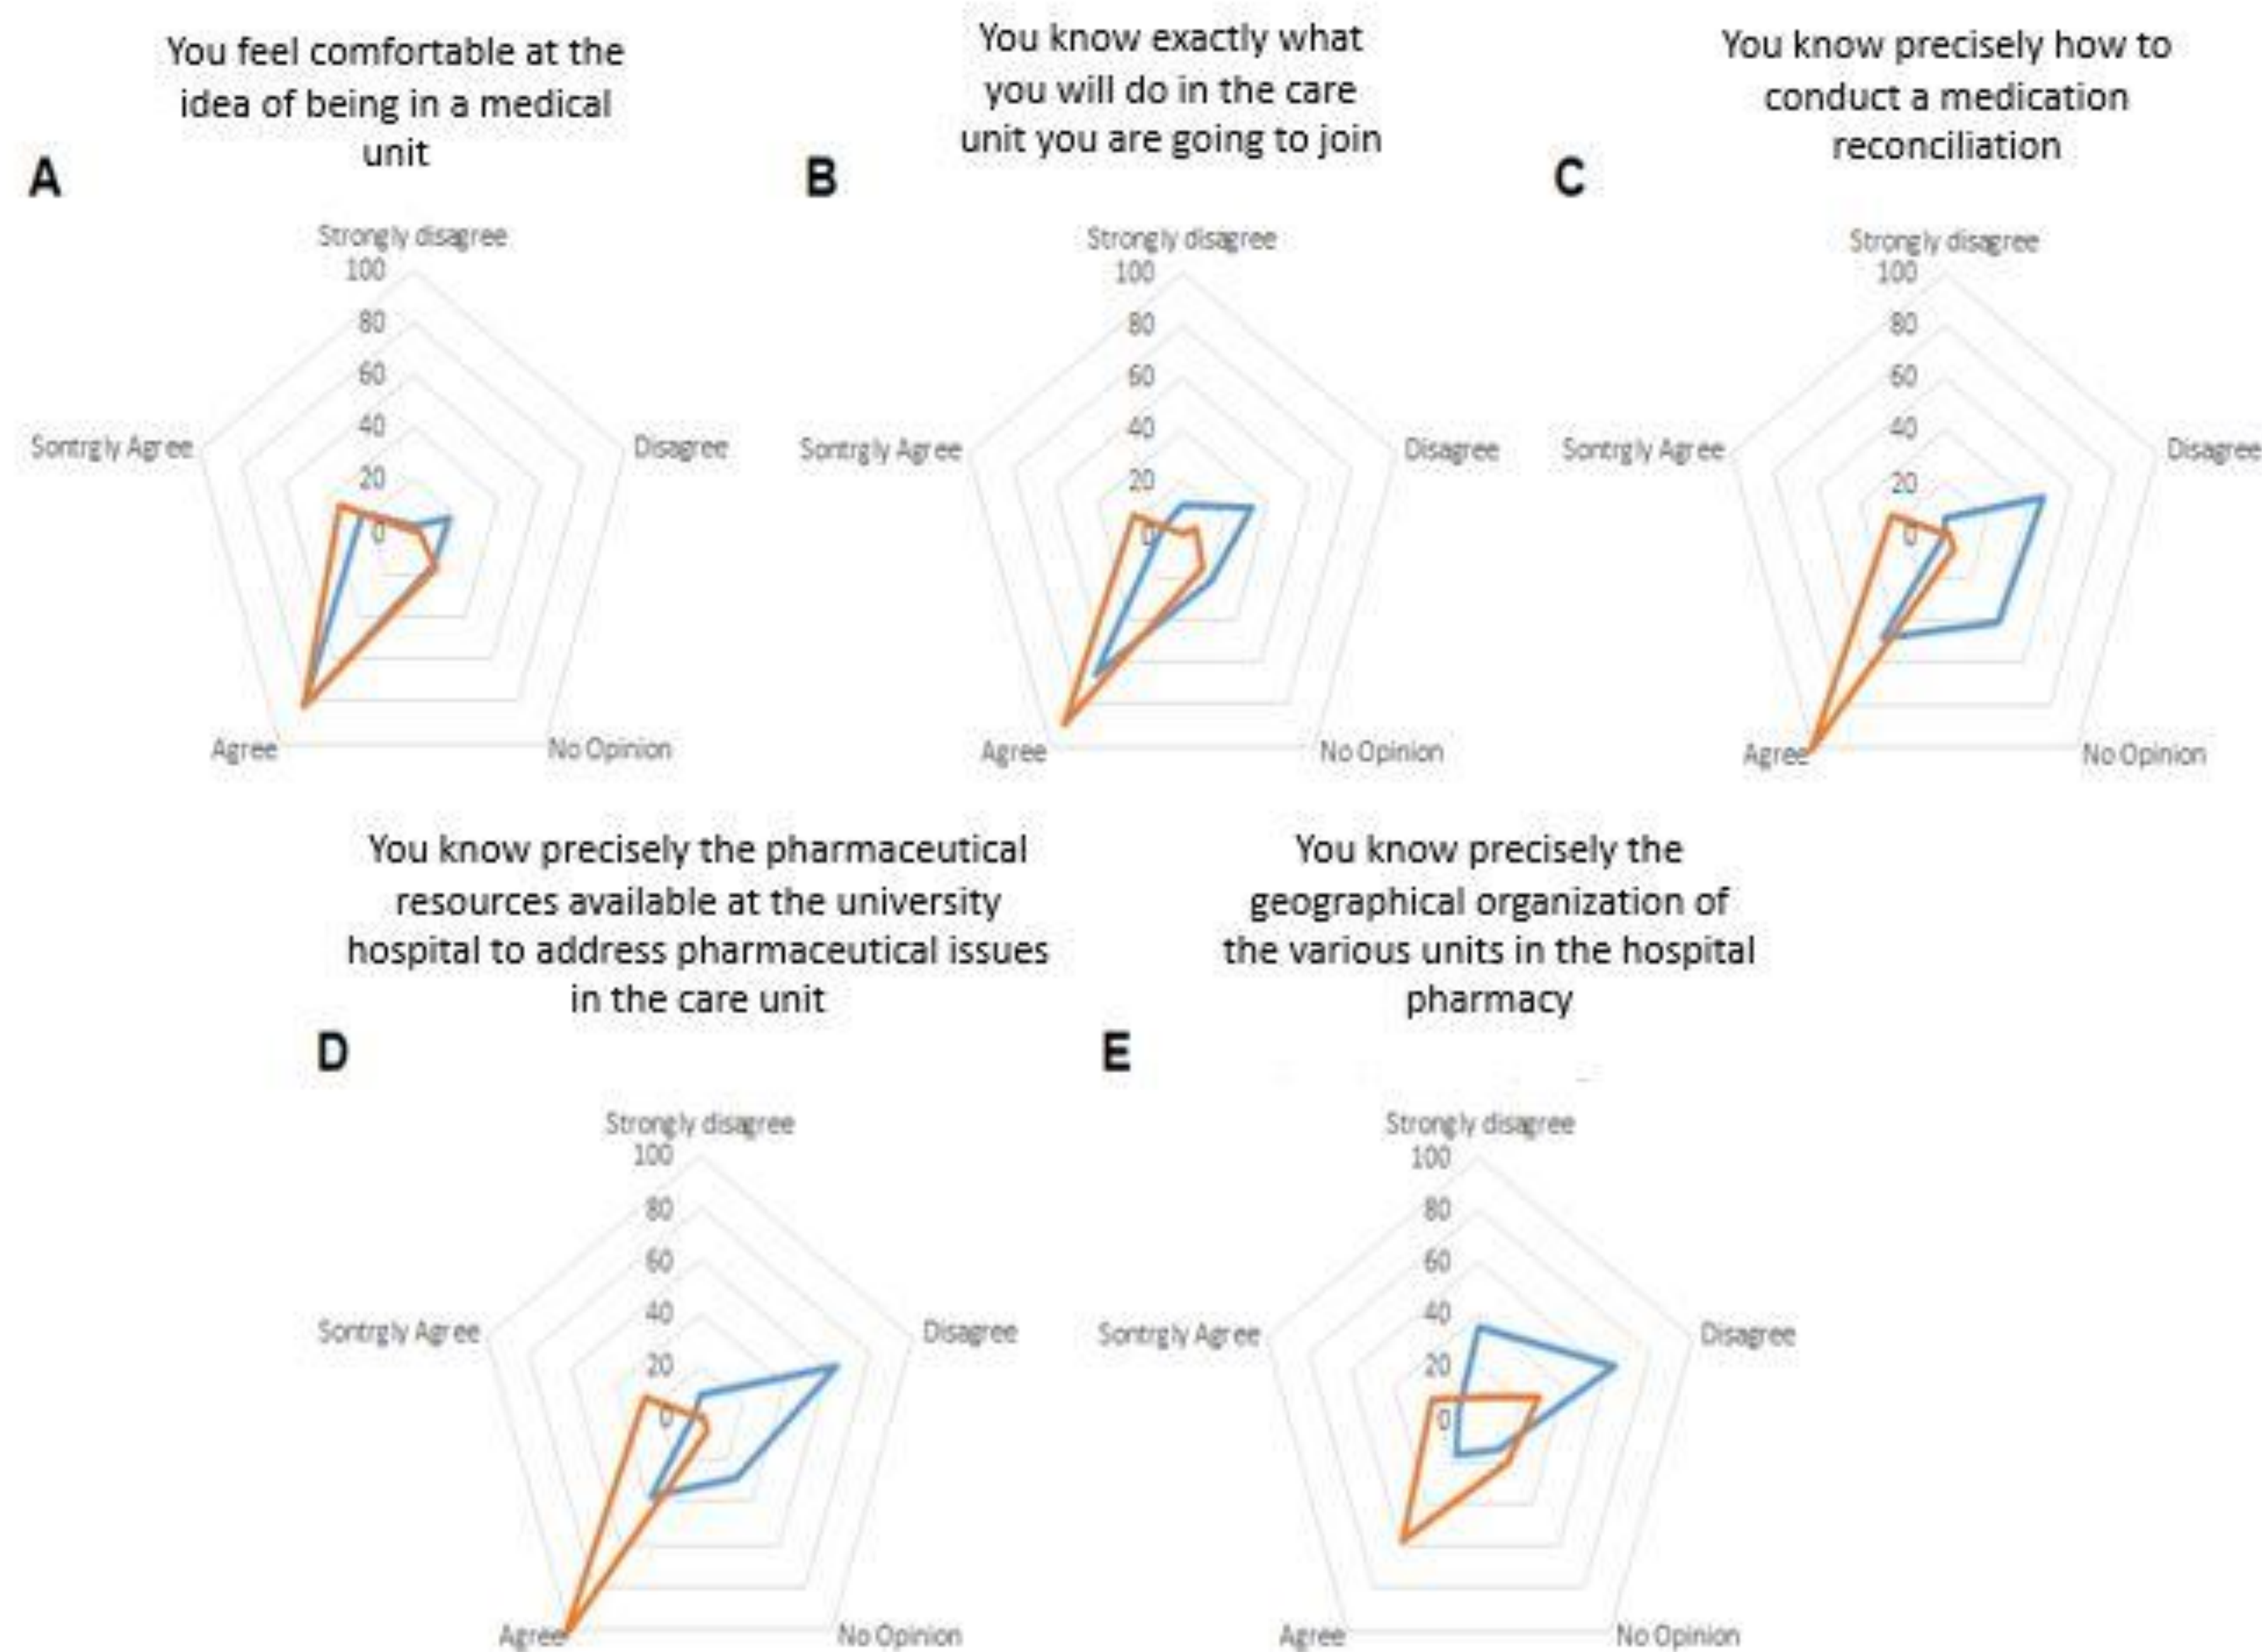 You feel comfortable at the
idea of being in a medical
unit
A
Strongly disagree
100
80
60
40
20
0
Sontrgly Agree
Disagree
Agree
No Opinion
You know exactly what
you will do in the care
unit you are going to join
B
Strongly disagree
100
80
60
40
20
0
Sontrgly Agree
Disagree
Agree
No Opinion
You know precisely how to
conduct a medication
reconciliation
C
Strongly disagree
100
80
60
40
20
0
Sontrgly Agree
Disagree
Agree
No Opinion
You know precisely the pharmaceutical
resources available at the university
hospital to address pharmaceutical issues
in the care unit
D
Strongly disagree
100
80
60
40
20
0
Sontrgly Agree
Disagree
Agree
No Opinion
You know precisely the
geographical organization of
the various units in the hospital
pharmacy
E
Strongly disagree
100
80
60
40
20
0
Sontrgly Agree
Disagree
Agree
No Opinion